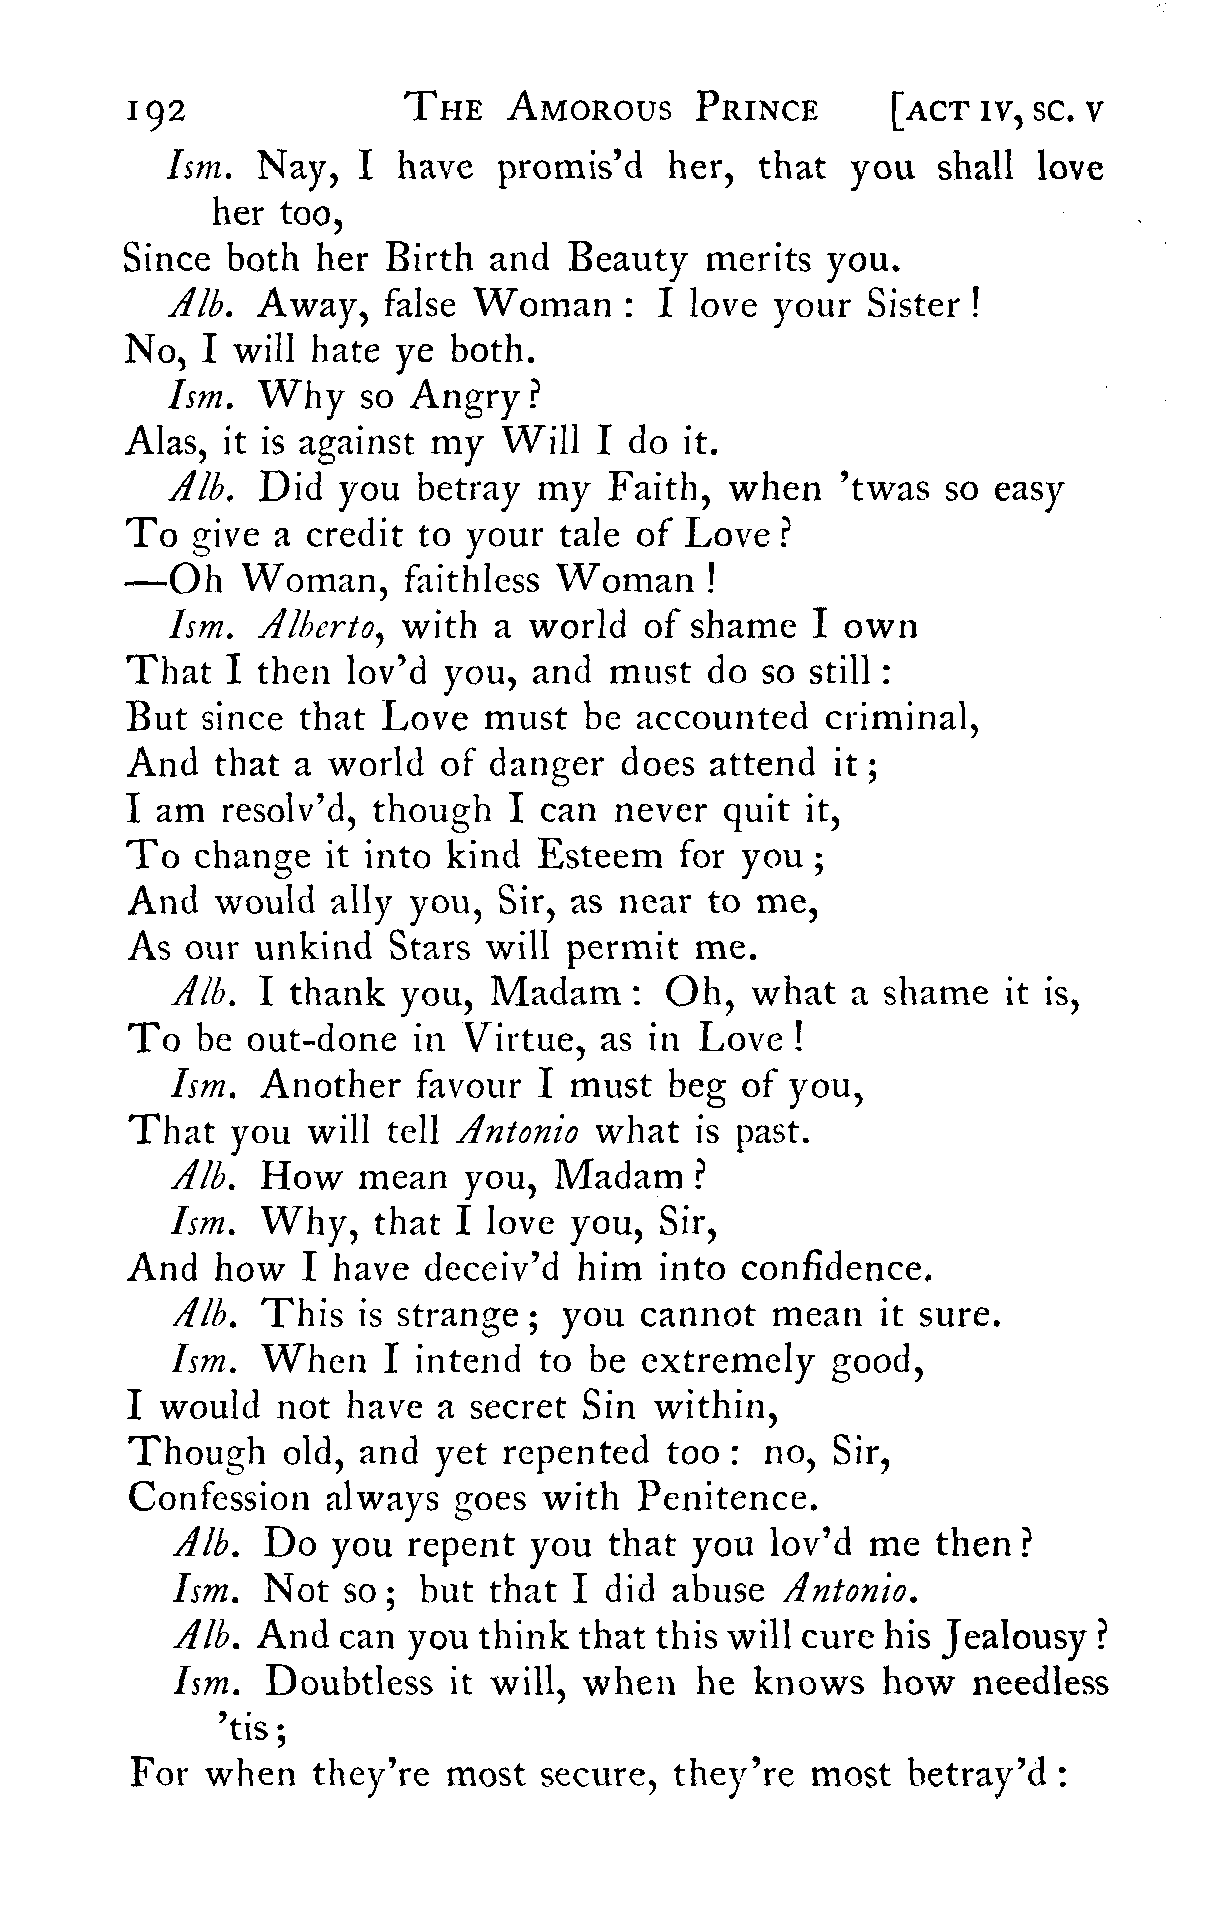 192 THE AMOROUS PRINCE [ACT IV, SC. V
Ism. Nay, I have promis’d her, that you shall love
her too,
Since both her Birth and Beauty merits you.
Alb. Away, false Woman : I love your Sister !
No, I will hate ye both.
Ism. Why so Angry ?
Alas, it is against my Will I do it.
Alb. Did you betray my Faith, when ’twas so easy
To give a credit to your tale of Love ?
—Oh Woman, faithless Woman !
Ism. Alberto, with a world of shame I own
That I then lov’d you, and must do so still :
But since that Love must be accounted criminal,
And that a world of danger does attend it ;
I am resolv’d, though I can never quit it,
To change it into kind Esteem for you ;
And would ally you, Sir, as near to me,
As our unkind Stars will permit me.
Alb. I thank you, Madam : Oh, what a shame it is,
To be out-done in Virtue, as in Love !
Ism. Another favour I must beg of you,
That you will tell Antonio what is past.
Alb. How mean you, Madam ?
Ism. Why, that I love you, Sir,
And how I have deceiv’d him into confidence.
Alb. This is strange ; you cannot mean it sure.
Ism. When I intend to be extremely good,
I would not have a secret Sin within,
Though old, and yet repented too : no, Sir,
Confession always goes with Penitence.
Alb. Do you repent you that you lov’d me then ?
Ism. Not so ; but that I did abuse Antonio.
Alb. And can you think that this will cure his Jealousy ?
Ism. Doubtless it will, when he knows how needless
’tis ;
For when they’re most secure, they’re most betray’d :